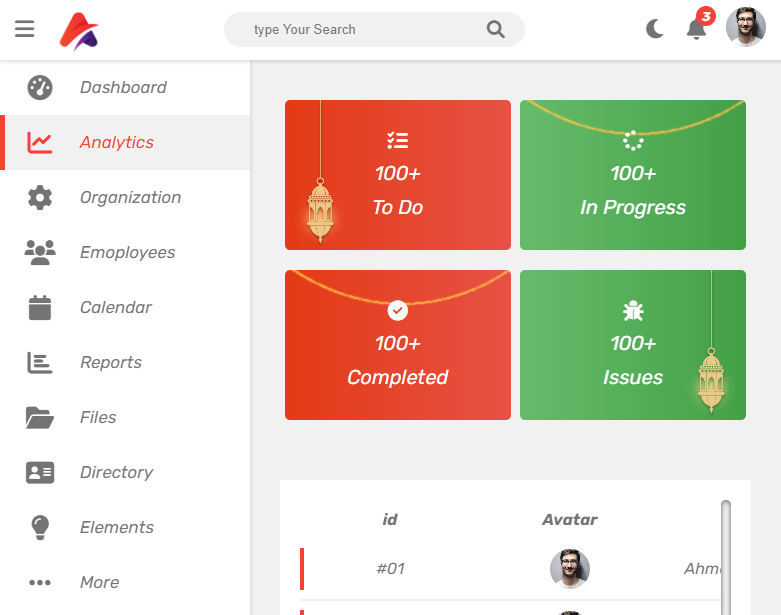 type Your Search
3
Dashboard
Analytics
Organization
Emoployees
Calendar
Reports
Files
Directory
Elements
More
100+
To Do
100+
In Progress
100+
Completed
100+
Issues
id Avatar
#01 Ahm